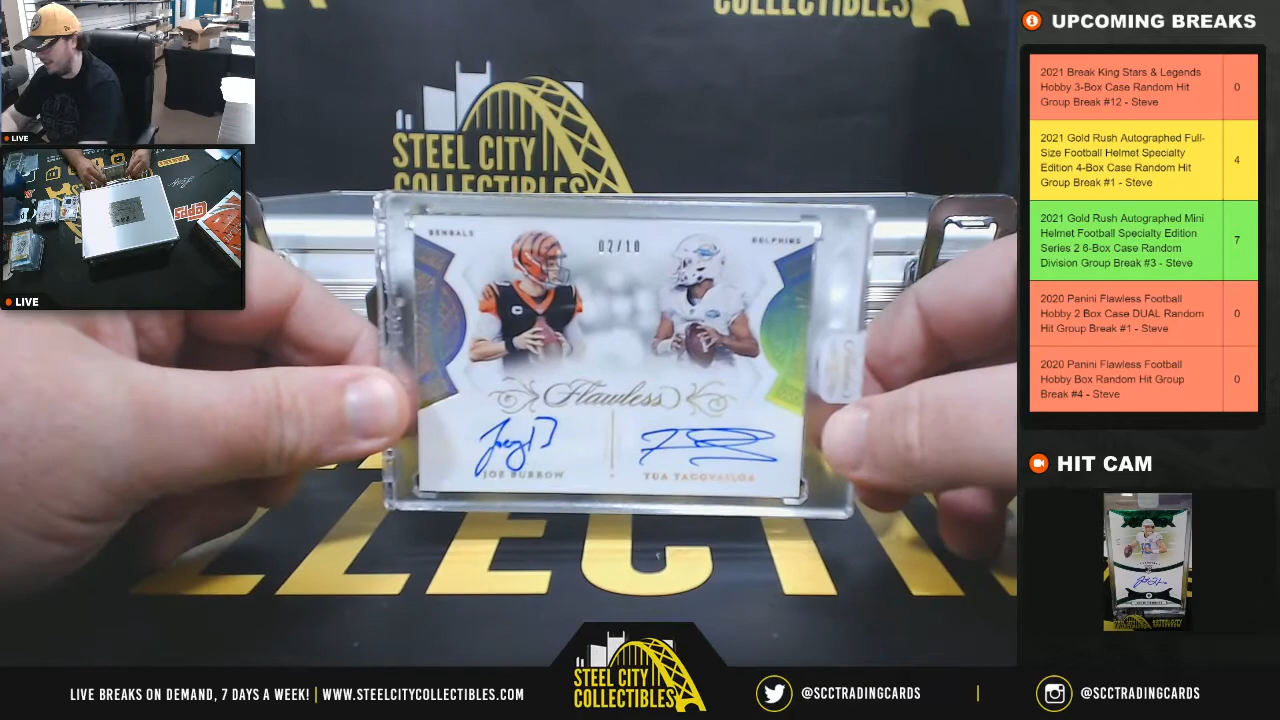 COLLECTIBLES
STEEL CITY
COLLECTIBLES
LIVE
LIVE
BENGALS
02/10
DOLPHINS
Flawless
Joey B
JOE BURROW
TUA TAGOVAILOA
UPCOMING BREAKS
2021 Break King Stars & Legends
Hobby 3-Box Case Random Hit
Group Break #12 - Steve
0
2021 Gold Rush Autographed Full-
Size Football Helmet Specialty
Edition 4-Box Case Random Hit
Group Break #1 - Steve
4
2021 Gold Rush Autographed Mini
Helmet Football Specialty Edition
Series 2 6-Box Case Random
Division Group Break #3 - Steve
7
2020 Panini Flawless Football
Hobby 2 Box Case DUAL Random
Hit Group Break #1 - Steve
0
2020 Panini Flawless Football
Hobby Box Random Hit Group
Break #4 - Steve
0
HIT CAM
LIVE BREAKS ON DEMAND, 7 DAYS A WEEK! | WWW.STEELCITYCOLLECTIBLES.COM
STEEL CITY
COLLECTIBLES
@SCCTRADINGCARDS
@SCCTRADINGCARDS